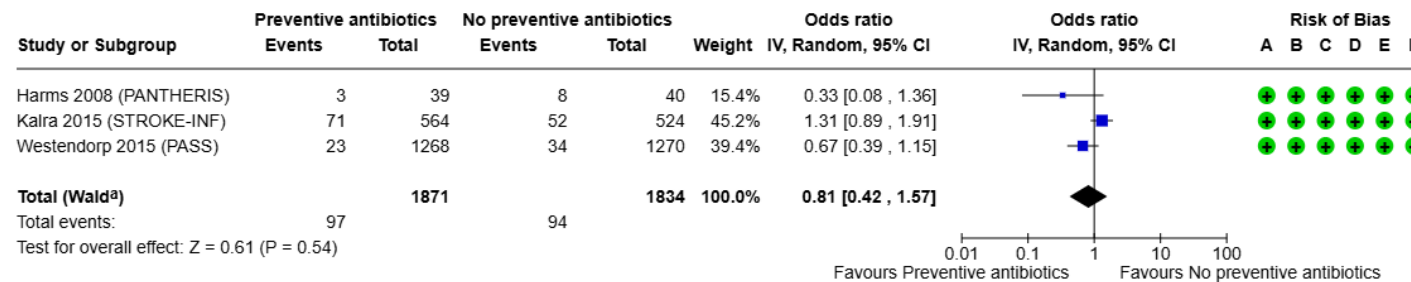 Preventive antibiotics No preventive antibiotics Odds ratio Odds ratio Risk of Bias
Study or Subgroup Events Total Events Total Weight IV, Random, 95% CI IV, Random, 95% CI A B C D E
Harms 2008 (PANTHERIS) 3 39 8 40 15.4% 0.33 [0.08 , 1.36] + + + + +
Kalra 2015 (STROKE-INF) 71 564 52 524 45.2% 1.31 [0.89 , 1.91] + + + + +
Westendorp 2015 (PASS) 23 1268 34 1270 39.4% 0.67 [0.39 , 1.15] + + + + +
Total (Waldᵃ) 1871 1834 100.0% 0.81 [0.42 , 1.57]
Total events: 97 94
Test for overall effect: Z = 0.61 (P = 0.54)
0.01 0.1 1 10 100
Favours Preventive antibiotics Favours No preventive antibiotics